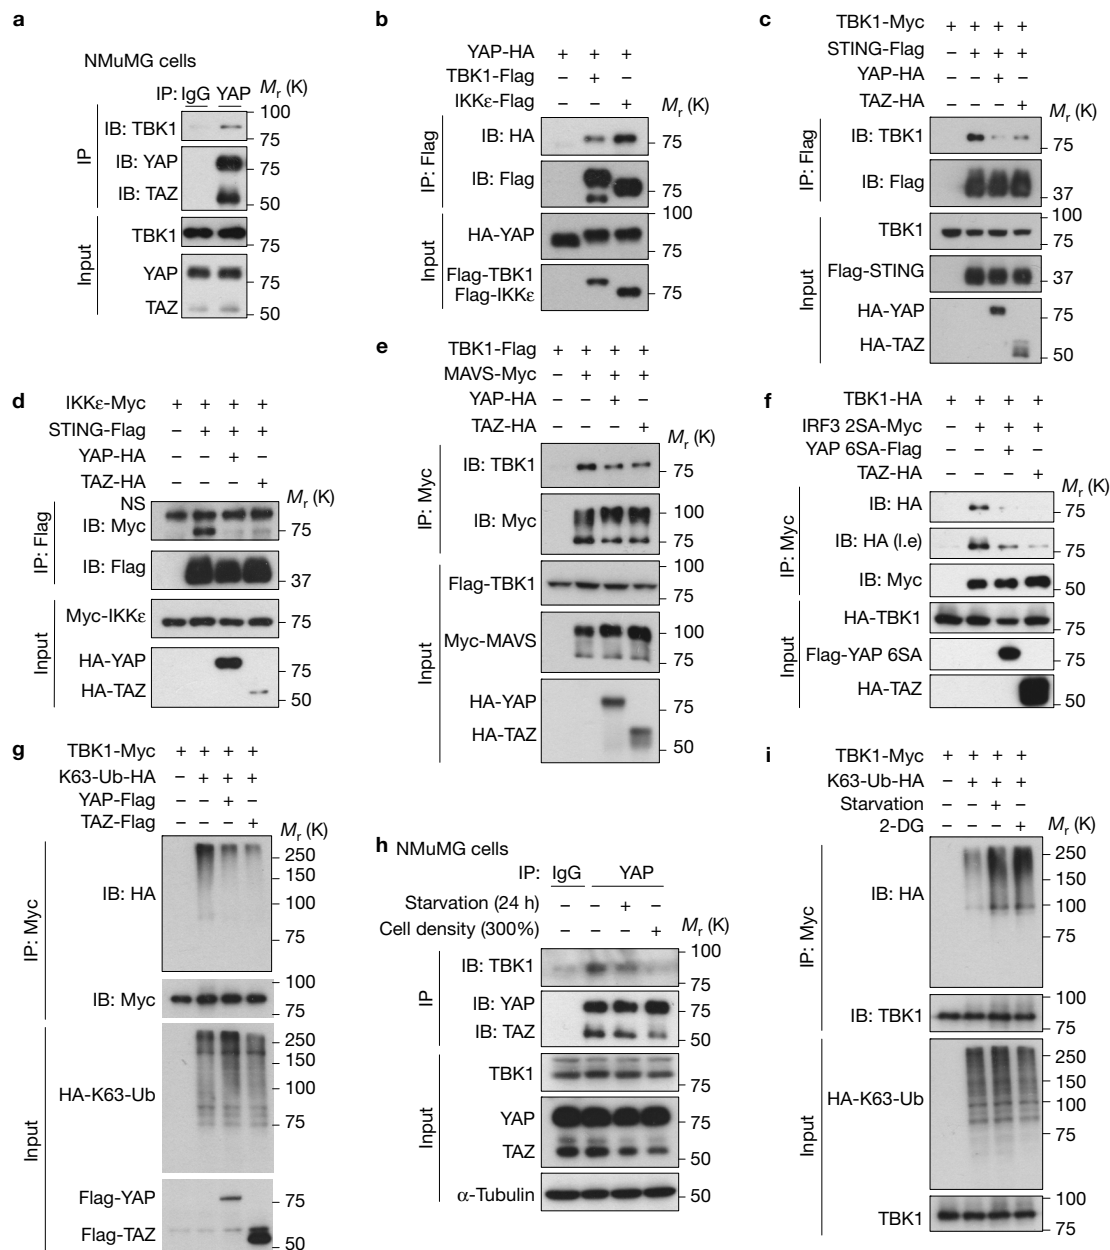 a
NMuMG cells
IP: IgG YAP Mr (K)
IP
IB: TBK1
100
IB: YAP
75
IB: TAZ
50
Input
TBK1
75
YAP
75
TAZ
50
b
YAP-HA + + +
TBK1-Flag – + –
IKKε-Flag – – + Mr (K)
IP: Flag
IB: HA
75
IB: Flag
75
Input
100
HA-YAP
75
Flag-TBK1
Flag-IKKε
75
c
TBK1-Myc + + + +
STING-Flag – + + +
YAP-HA – – + –
TAZ-HA – – – + Mr (K)
IP: Flag
IB: TBK1
75
IB: Flag
37
Input
100
TBK1
75
Flag-STING
37
HA-YAP
75
HA-TAZ
50
d
IKKε-Myc + + + +
STING-Flag – + + +
YAP-HA – – + –
TAZ-HA – – – + Mr (K)
IP: Flag
NS
IB: Myc
75
IB: Flag
37
Input
Myc-IKKε
75
HA-YAP
75
HA-TAZ
50
e
TBK1-Flag + + + +
MAVS-Myc – + + +
YAP-HA – – + –
TAZ-HA – – – + Mr (K)
IP: Myc
IB: TBK1
75
IB: Myc
100
75
Input
100
Flag-TBK1
75
Myc-MAVS
100
75
HA-YAP
75
HA-TAZ
50
f
TBK1-HA + + + +
IRF3 2SA-Myc – + + +
YAP 6SA-Flag – – + –
TAZ-HA – – – + Mr (K)
IP: Myc
IB: HA
75
IB: HA (l.e)
75
IB: Myc
50
Input
HA-TBK1
75
Flag-YAP 6SA
75
HA-TAZ
50
g
TBK1-Myc + + + +
K63-Ub-HA – + + +
YAP-Flag – – + –
TAZ-Flag – – – + Mr (K)
IP: Myc
IB: HA
250
150
100
75
IB: Myc
100
75
Input
HA-K63-Ub
250
150
100
75
Flag-YAP
75
Flag-TAZ
50
h
NMuMG cells
IP: IgG YAP
Starvation (24 h) – – + –
Cell density (300%) – – – + Mr (K)
IP
100
IB: TBK1
75
IB: YAP
75
IB: TAZ
50
Input
TBK1
75
YAP
75
TAZ
50
α-Tubulin
50
i
TBK1-Myc + + + +
K63-Ub-HA – + + +
Starvation – – + –
2-DG – – – + Mr (K)
IP: Myc
IB: HA
250
150
100
75
IB: TBK1
100
75
Input
HA-K63-Ub
250
150
100
75
TBK1
100
75